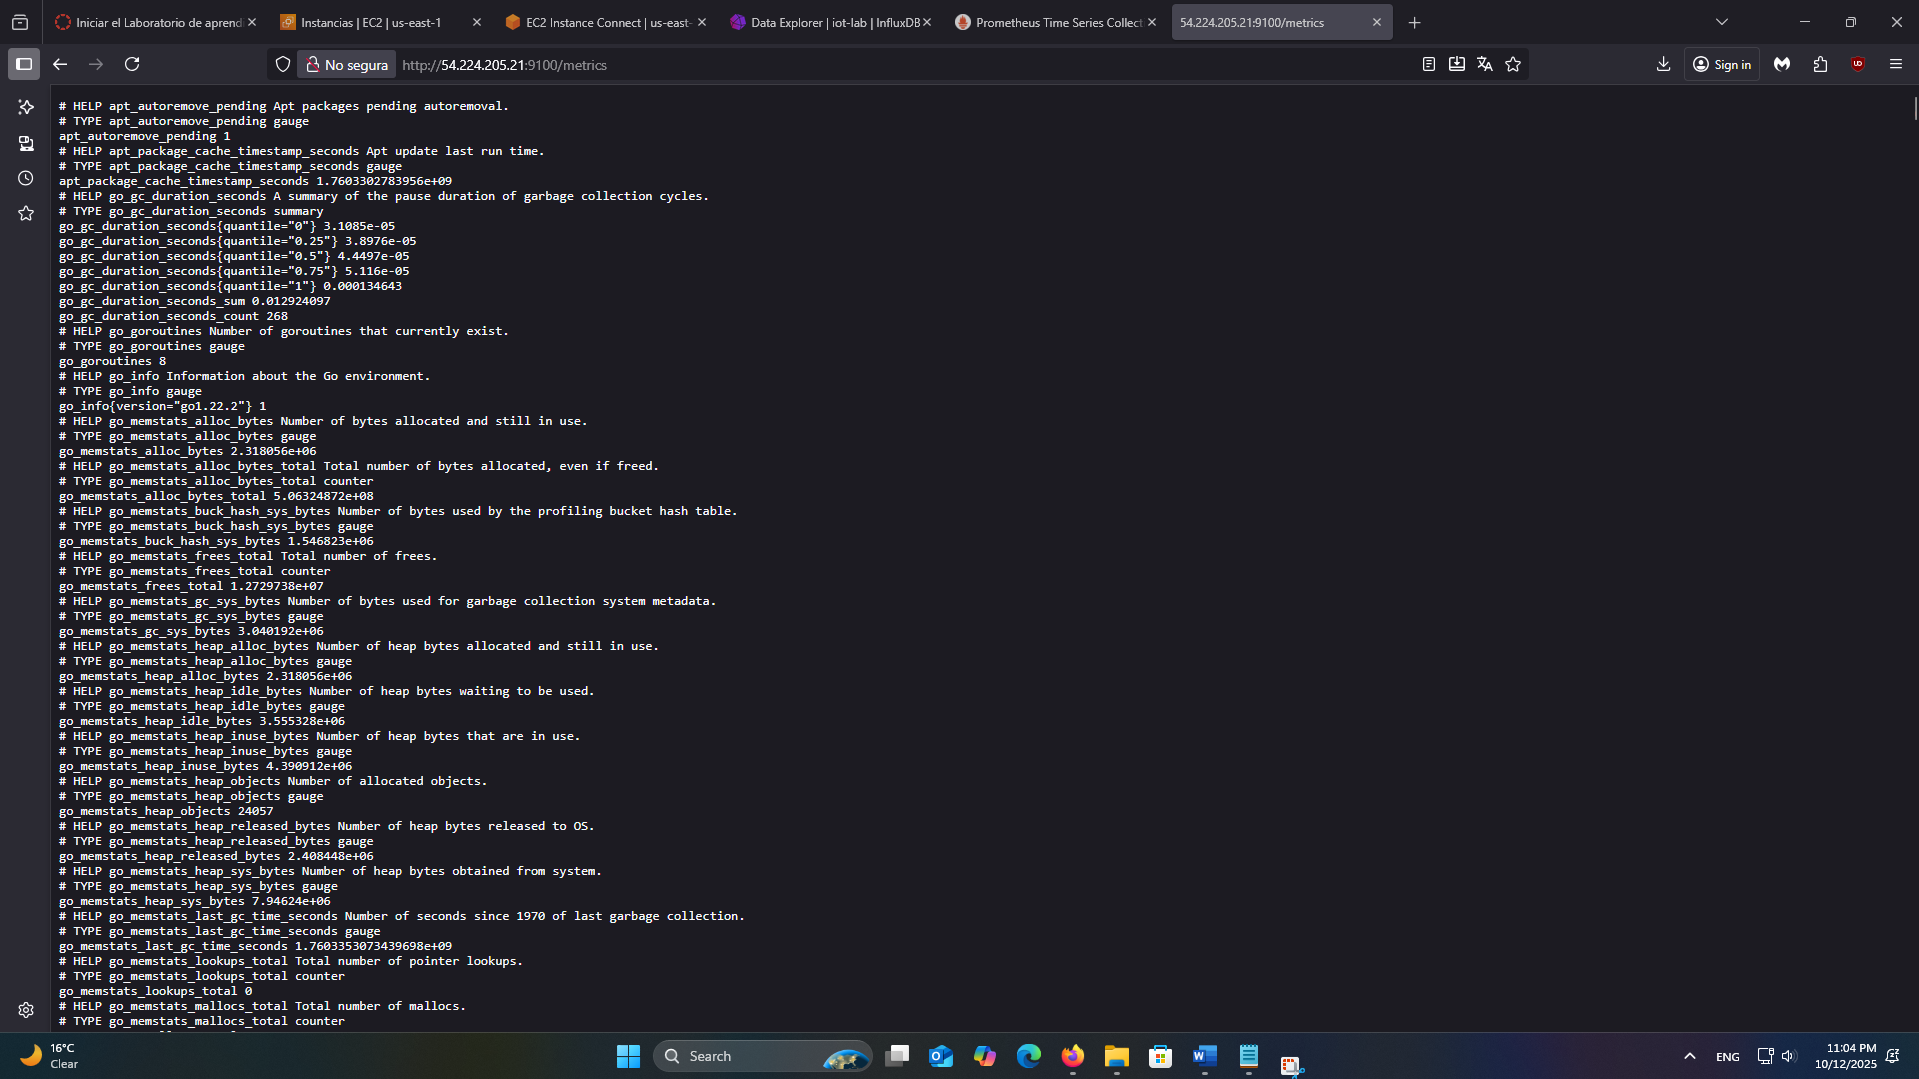 Iniciar el Laboratorio de aprend
Instancias | EC2 | us-east-1
EC2 Instance Connect | us-east-
Data Explorer | iot-lab | InfluxDB
Prometheus Time Series Collect
54.224.205.21:9100/metrics
No segura
http://54.224.205.21:9100/metrics
Sign in
# HELP apt_autoremove_pending Apt packages pending autoremoval.
# TYPE apt_autoremove_pending gauge
apt_autoremove_pending 1
# HELP apt_package_cache_timestamp_seconds Apt update last run time.
# TYPE apt_package_cache_timestamp_seconds gauge
apt_package_cache_timestamp_seconds 1.7603302783956e+09
# HELP go_gc_duration_seconds A summary of the pause duration of garbage collection cycles.
# TYPE go_gc_duration_seconds summary
go_gc_duration_seconds{quantile="0"} 3.1085e-05
go_gc_duration_seconds{quantile="0.25"} 3.8976e-05
go_gc_duration_seconds{quantile="0.5"} 4.4497e-05
go_gc_duration_seconds{quantile="0.75"} 5.116e-05
go_gc_duration_seconds{quantile="1"} 0.000134643
go_gc_duration_seconds_sum 0.012924097
go_gc_duration_seconds_count 268
# HELP go_goroutines Number of goroutines that currently exist.
# TYPE go_goroutines gauge
go_goroutines 8
# HELP go_info Information about the Go environment.
# TYPE go_info gauge
go_info{version="go1.22.2"} 1
# HELP go_memstats_alloc_bytes Number of bytes allocated and still in use.
# TYPE go_memstats_alloc_bytes gauge
go_memstats_alloc_bytes 2.318056e+06
# HELP go_memstats_alloc_bytes_total Total number of bytes allocated, even if freed.
# TYPE go_memstats_alloc_bytes_total counter
go_memstats_alloc_bytes_total 5.06324872e+08
# HELP go_memstats_buck_hash_sys_bytes Number of bytes used by the profiling bucket hash table.
# TYPE go_memstats_buck_hash_sys_bytes gauge
go_memstats_buck_hash_sys_bytes 1.546823e+06
# HELP go_memstats_frees_total Total number of frees.
# TYPE go_memstats_frees_total counter
go_memstats_frees_total 1.2729738e+07
# HELP go_memstats_gc_sys_bytes Number of bytes used for garbage collection system metadata.
# TYPE go_memstats_gc_sys_bytes gauge
go_memstats_gc_sys_bytes 3.040192e+06
# HELP go_memstats_heap_alloc_bytes Number of heap bytes allocated and still in use.
# TYPE go_memstats_heap_alloc_bytes gauge
go_memstats_heap_alloc_bytes 2.318056e+06
# HELP go_memstats_heap_idle_bytes Number of heap bytes waiting to be used.
# TYPE go_memstats_heap_idle_bytes gauge
go_memstats_heap_idle_bytes 3.555328e+06
# HELP go_memstats_heap_inuse_bytes Number of heap bytes that are in use.
# TYPE go_memstats_heap_inuse_bytes gauge
go_memstats_heap_inuse_bytes 4.390912e+06
# HELP go_memstats_heap_objects Number of allocated objects.
# TYPE go_memstats_heap_objects gauge
go_memstats_heap_objects 24057
# HELP go_memstats_heap_released_bytes Number of heap bytes released to OS.
# TYPE go_memstats_heap_released_bytes gauge
go_memstats_heap_released_bytes 2.408448e+06
# HELP go_memstats_heap_sys_bytes Number of heap bytes obtained from system.
# TYPE go_memstats_heap_sys_bytes gauge
go_memstats_heap_sys_bytes 7.94624e+06
# HELP go_memstats_last_gc_time_seconds Number of seconds since 1970 of last garbage collection.
# TYPE go_memstats_last_gc_time_seconds gauge
go_memstats_last_gc_time_seconds 1.7603353073439698e+09
# HELP go_memstats_lookups_total Total number of pointer lookups.
# TYPE go_memstats_lookups_total counter
go_memstats_lookups_total 0
# HELP go_memstats_mallocs_total Total number of mallocs.
# TYPE go_memstats_mallocs_total counter
16°C
Clear
Search
ENG
11:04 PM
10/12/2025